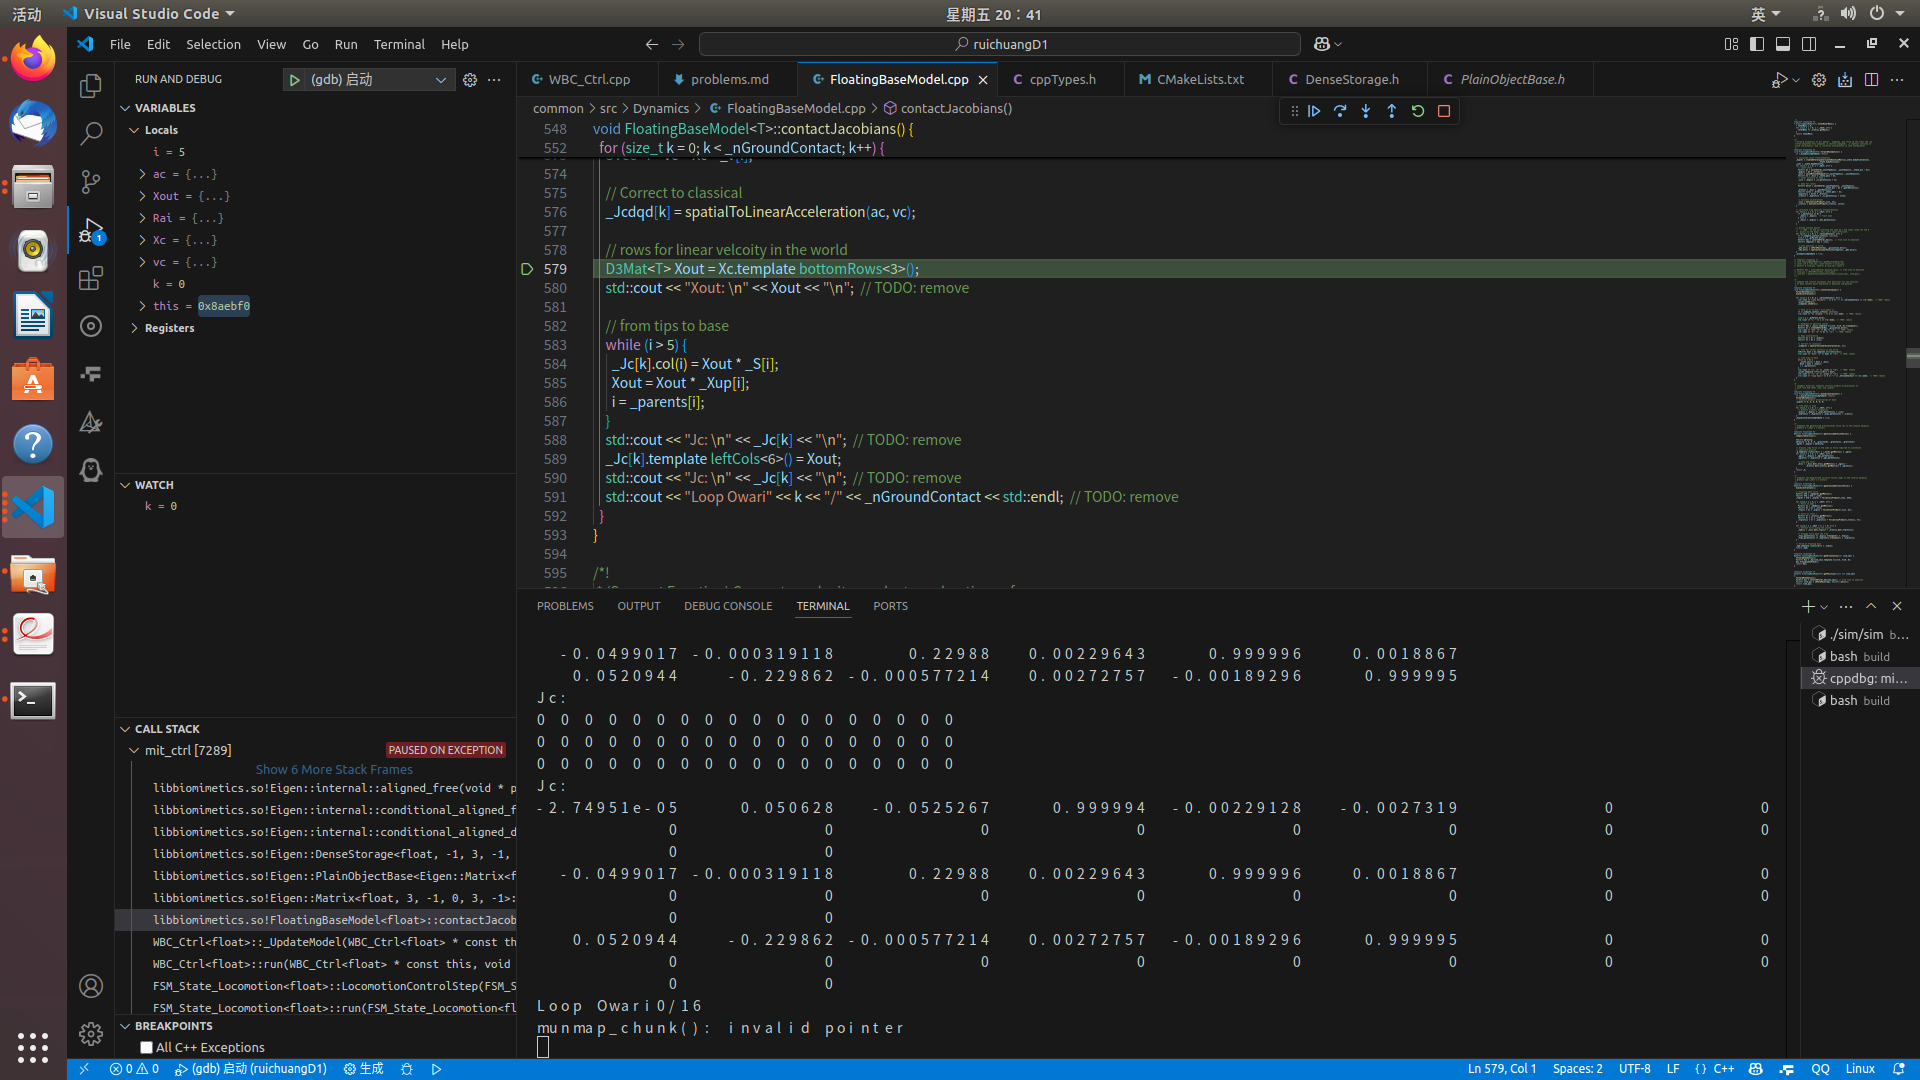 活动
Visual Studio Code
星期五 20：41
英
File Edit Selection View Go Run Terminal Help
ruichuangD1
RUN AND DEBUG
(gdb) 启动
WBC_Ctrl.cpp
problems.md
FloatingBaseModel.cpp
cppTypes.h
CMakeLists.txt
DenseStorage.h
PlainObjectBase.h
common > src > Dynamics > FloatingBaseModel.cpp > contactJacobians()
VARIABLES
Locals
i = 5
ac = {...}
Xout = {...}
Rai = {...}
Xc = {...}
vc = {...}
k = 0
this = 0x8aebf0
Registers
WATCH
k = 0
CALL STACK
mit_ctrl [7289]
PAUSED ON EXCEPTION
Show 6 More Stack Frames
libbiomimetics.so!Eigen::internal::aligned_free(void * p
libbiomimetics.so!Eigen::internal::conditional_aligned_f
libbiomimetics.so!Eigen::internal::conditional_aligned_d
libbiomimetics.so!Eigen::DenseStorage<float, -1, 3, -1,
libbiomimetics.so!Eigen::PlainObjectBase<Eigen::Matrix<f
libbiomimetics.so!Eigen::Matrix<float, 3, -1, 0, 3, -1>:
libbiomimetics.so!FloatingBaseModel<float>::contactJacob
WBC_Ctrl<float>::_UpdateModel(WBC_Ctrl<float> * const th
WBC_Ctrl<float>::run(WBC_Ctrl<float> * const this, void
FSM_State_Locomotion<float>::LocomotionControlStep(FSM_S
FSM_State_Locomotion<float>::run(FSM_State_Locomotion<fl
BREAKPOINTS
All C++ Exceptions
548 void FloatingBaseModel<T>::contactJacobians() {
552 for (size_t k = 0; k < _nGroundContact; k++) {
574
575 // Correct to classical
576 _Jcdqd[k] = spatialToLinearAcceleration(ac, vc);
577
578 // rows for linear velcoity in the world
579 D3Mat<T> Xout = Xc.template bottomRows<3>();
580 std::cout << "Xout: \n" << Xout << "\n"; // TODO: remove
581
582 // from tips to base
583 while (i > 5) {
584 _Jc[k].col(i) = Xout * _S[i];
585 Xout = Xout * _Xup[i];
586 i = _parents[i];
587 }
588 std::cout << "Jc: \n" << _Jc[k] << "\n"; // TODO: remove
589 _Jc[k].template leftCols<6>() = Xout;
590 std::cout << "Jc: \n" << _Jc[k] << "\n"; // TODO: remove
591 std::cout << "Loop Owari" << k << "/" << _nGroundContact << std::endl; // TODO: remove
592 }
593 }
594
595 /*!
PROBLEMS OUTPUT DEBUG CONSOLE TERMINAL PORTS
-0.0499017 -0.000319118 0.22988 0.00229643 0.999996 0.0018867
0.0520944 -0.229862 -0.000577214 0.00272757 -0.00189296 0.999995
Jc:
0 0 0 0 0 0 0 0 0 0 0 0 0 0 0 0 0 0
0 0 0 0 0 0 0 0 0 0 0 0 0 0 0 0 0 0
0 0 0 0 0 0 0 0 0 0 0 0 0 0 0 0 0 0
Jc:
-2.74951e-05 0.050628 -0.0525267 0.999994 -0.00229128 -0.0027319 0 0
0 0 0 0 0 0 0 0
0 0
-0.0499017 -0.000319118 0.22988 0.00229643 0.999996 0.0018867 0 0
0 0 0 0 0 0 0 0
0 0
0.0520944 -0.229862 -0.000577214 0.00272757 -0.00189296 0.999995 0 0
0 0 0 0 0 0 0 0
0 0
Loop Owari0/16
munmap_chunk(): invalid pointer
./sim/sim b...
bash build
cppdbg: mi...
bash build
0 0 (gdb) 启动 (ruichuangD1) 生成
Ln 579, Col 1 Spaces: 2 UTF-8 LF {} C++ QQ Linux